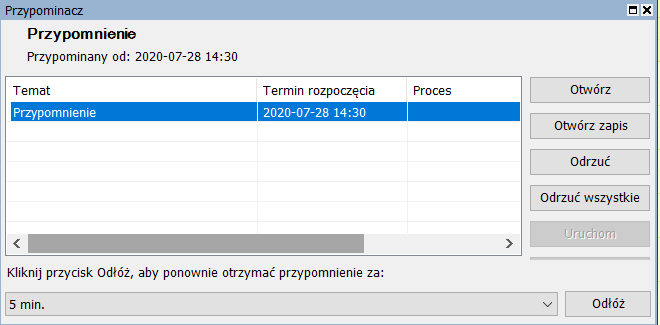 Przypominacz
Przypomnienie
Przypominany od: 2020-07-28 14:30
Temat Termin rozpoczęcia Proces
Przypomnienie 2020-07-28 14:30
Otwórz
Otwórz zapis
Odrzuć
Odrzuć wszystkie
Uruchom
Kliknij przycisk Odłóż, aby ponownie otrzymać przypomnienie za:
5 min. Odłóż